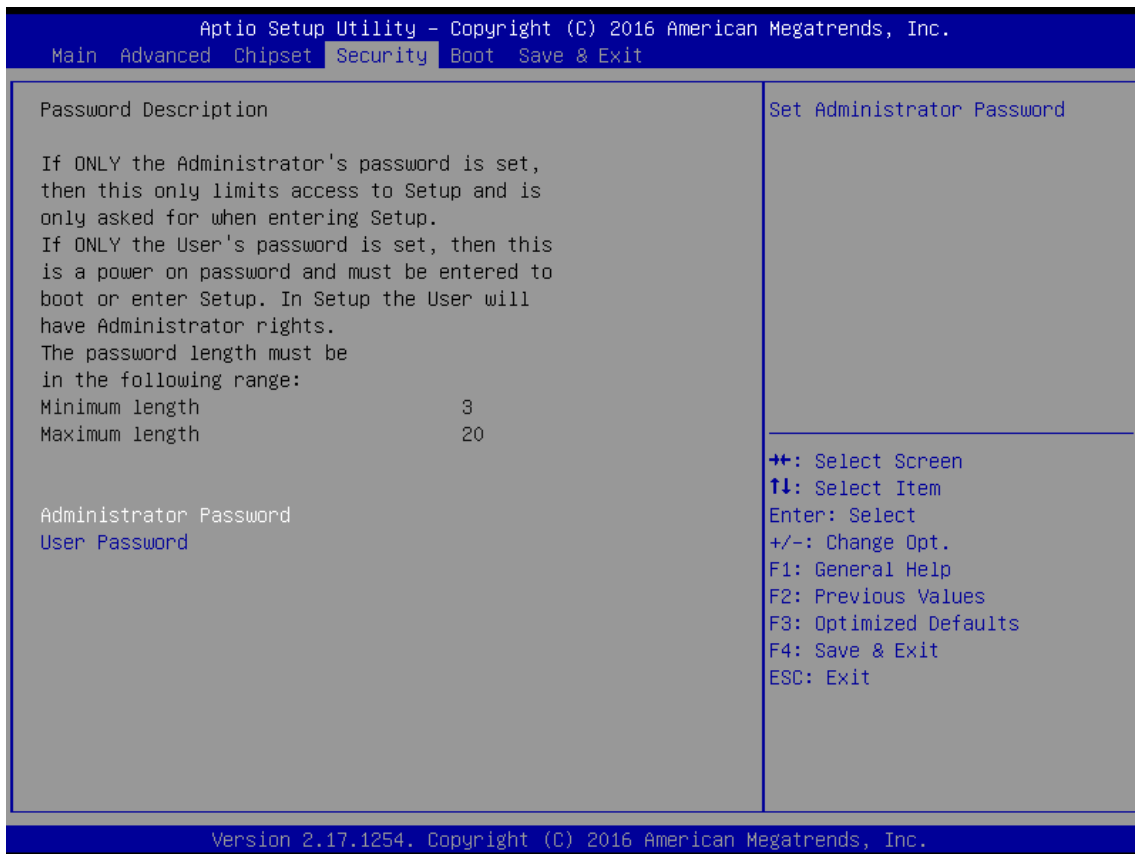 Aptio Setup Utility – Copyright (C) 2016 American Megatrends, Inc.
Main Advanced Chipset Security Boot Save & Exit
Password Description
If ONLY the Administrator's password is set,
then this only limits access to Setup and is
only asked for when entering Setup.
If ONLY the User's password is set, then this
is a power on password and must be entered to
boot or enter Setup. In Setup the User will
have Administrator rights.
The password length must be
in the following range:
Minimum length 3
Maximum length 20
Administrator Password
User Password
Set Administrator Password
→←: Select Screen
↑↓: Select Item
Enter: Select
+/-: Change Opt.
F1: General Help
F2: Previous Values
F3: Optimized Defaults
F4: Save & Exit
ESC: Exit
Version 2.17.1254. Copyright (C) 2016 American Megatrends, Inc.